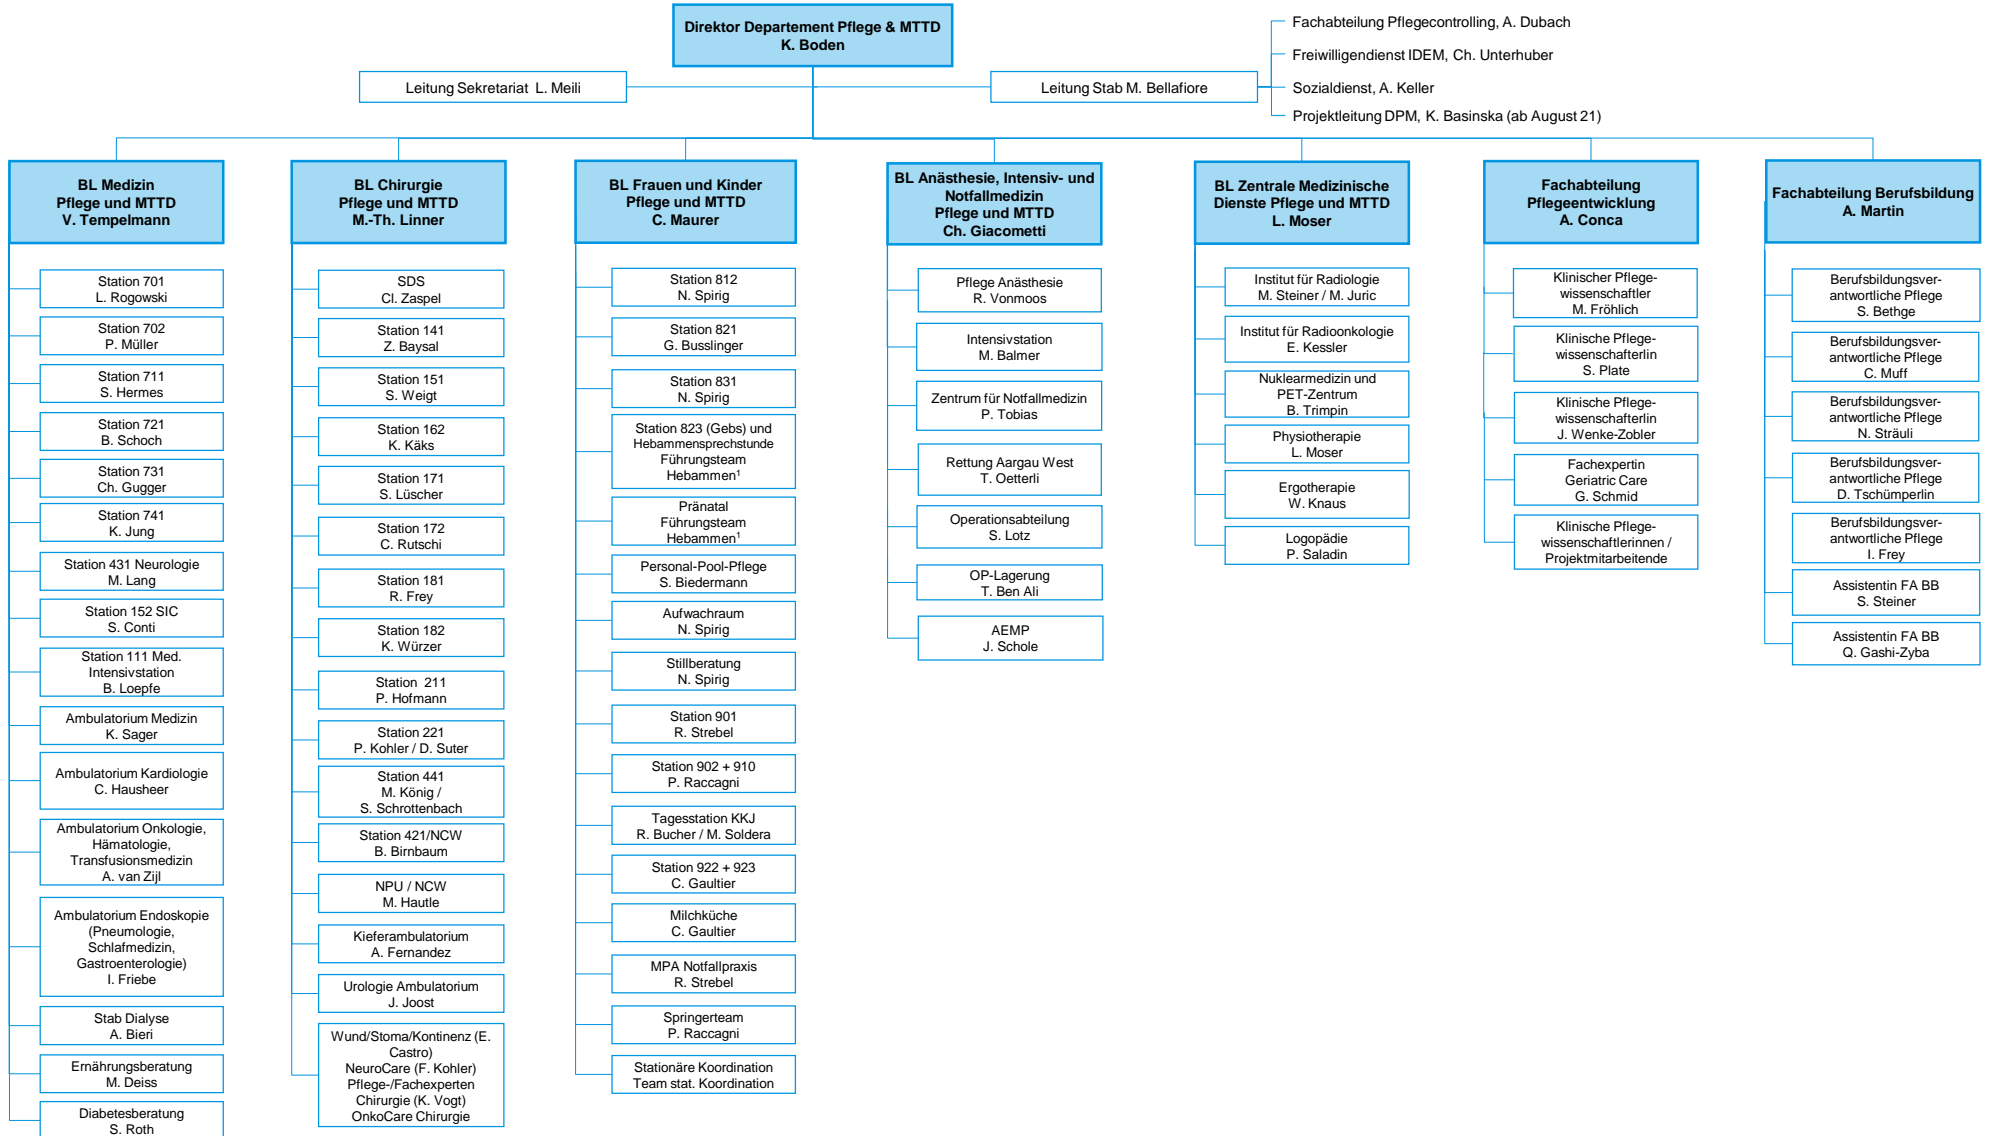 Direktor Departement Pflege & MTTD
K. Boden
Fachabteilung Pflegecontrolling, A. Dubach
Freiwilligendienst IDEM, Ch. Unterhuber
Sozialdienst, A. Keller
Projektleitung DPM, K. Basinska (ab August 21)
Leitung Sekretariat L. Meili
Leitung Stab M. Bellafiore
BL Medizin
Pflege und MTTD
V. Tempelmann
Station 701
L. Rogowski
Station 702
P. Müller
Station 711
S. Hermes
Station 721
B. Schoch
Station 731
Ch. Gugger
Station 741
K. Jung
Station 431 Neurologie
M. Lang
Station 152 SIC
S. Conti
Station 111 Med.
Intensivstation
B. Loepfe
Ambulatorium Medizin
K. Sager
Ambulatorium Kardiologie
C. Hausheer
Ambulatorium Onkologie,
Hämatologie,
Transfusionsmedizin
A. van Zijl
Ambulatorium Endoskopie
(Pneumologie,
Schlafmedizin,
Gastroenterologie)
I. Friebe
Stab Dialyse
A. Bieri
Ernährungsberatung
M. Deiss
Diabetesberatung
S. Roth
BL Chirurgie
Pflege und MTTD
M.-Th. Linner
SDS
Cl. Zaspel
Station 141
Z. Baysal
Station 151
S. Weigt
Station 162
K. Käks
Station 171
S. Lüscher
Station 172
C. Rutschi
Station 181
R. Frey
Station 182
K. Würzer
Station 211
P. Hofmann
Station 221
P. Kohler / D. Suter
Station 441
M. König /
S. Schrottenbach
Station 421/NCW
B. Birnbaum
NPU / NCW
M. Hautle
Kieferambulatorium
A. Fernandez
Urologie Ambulatorium
J. Joost
Wund/Stoma/Kontinenz (E.
Castro)
NeuroCare (F. Kohler)
Pflege-/Fachexperten
Chirurgie (K. Vogt)
OnkoCare Chirurgie
BL Frauen und Kinder
Pflege und MTTD
C. Maurer
Station 812
N. Spirig
Station 821
G. Busslinger
Station 831
N. Spirig
Station 823 (Gebs) und
Hebammensprechstunde
Führungsteam
Hebammen¹
Pränatal
Führungsteam
Hebammen¹
Personal-Pool-Pflege
S. Biedermann
Aufwachraum
N. Spirig
Stillberatung
N. Spirig
Station 901
R. Strebel
Station 902 + 910
P. Raccagni
Tagesstation KKJ
R. Bucher / M. Soldera
Station 922 + 923
C. Gaultier
Milchküche
C. Gaultier
MPA Notfallpraxis
R. Strebel
Springerteam
P. Raccagni
Stationäre Koordination
Team stat. Koordination
BL Anästhesie, Intensiv- und
Notfallmedizin
Pflege und MTTD
Ch. Giacometti
Pflege Anästhesie
R. Vonmoos
Intensivstation
M. Balmer
Zentrum für Notfallmedizin
P. Tobias
Rettung Aargau West
T. Oetterli
Operationsabteilung
S. Lotz
OP-Lagerung
T. Ben Ali
AEMP
J. Schole
BL Zentrale Medizinische
Dienste Pflege und MTTD
L. Moser
Institut für Radiologie
M. Steiner / M. Juric
Institut für Radioonkologie
E. Kessler
Nuklearmedizin und
PET-Zentrum
B. Trimpin
Physiotherapie
L. Moser
Ergotherapie
W. Knaus
Logopädie
P. Saladin
Fachabteilung
Pflegeentwicklung
A. Conca
Klinischer Pflege-
wissenschaftler
M. Fröhlich
Klinische Pflege-
wissenschafterlin
S. Plate
Klinische Pflege-
wissenschafterlin
J. Wenke-Zobler
Fachexpertin
Geriatric Care
G. Schmid
Klinische Pflege-
wissenschaftlerinnen /
Projektmitarbeitende
Fachabteilung Berufsbildung
A. Martin
Berufsbildungsver-
antwortliche Pflege
S. Bethge
Berufsbildungsver-
antwortliche Pflege
C. Muff
Berufsbildungsver-
antwortliche Pflege
N. Sträuli
Berufsbildungsver-
antwortliche Pflege
D. Tschümperlin
Berufsbildungsver-
antwortliche Pflege
I. Frey
Assistentin FA BB
S. Steiner
Assistentin FA BB
Q. Gashi-Zyba